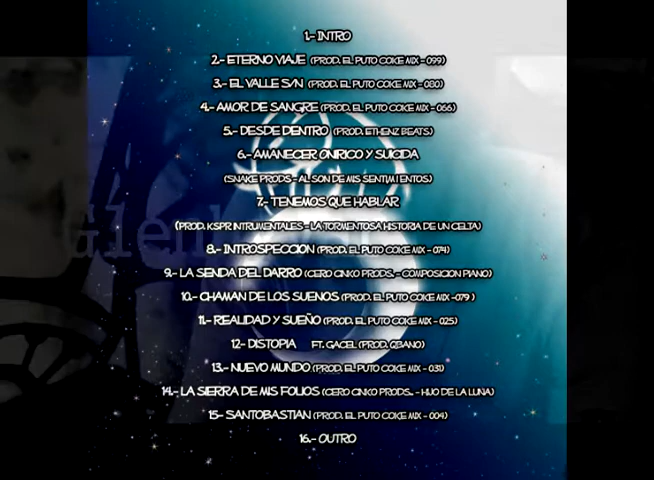 1.- INTRO
2.- ETERNO VIAJE (PROD. EL PUTO COKE MIX - 099)
3.- EL VALLE S/N (PROD. EL PUTO COKE MIX - 080)
4.- AMOR DE SANGRE (PROD. EL PUTO COKE MIX - 066)
5.- DESDE DENTRO (PROD. ETHENZ BEATS)
6.- AMANECER ONIRICO Y SUICIDA
(SNAKE PRODS - AL SON DE MIS SENTIMIENTOS)
7.- TENEMOS QUE HABLAR
(PROD. KSPR INTRUMENTALES - LA TORMENTOSA HISTORIA DE UN CELTA)
8.- INTROSPECCION (PROD. EL PUTO COKE MIX - 074)
9.- LA SENDA DEL DARRO (CERO CINKO PRODS. - COMPOSICION PIANO)
10.- CHAMAN DE LOS SUENOS (PROD. EL PUTO COKE MIX -079 )
11.- REALIDAD Y SUEÑO (PROD. EL PUTO COKE MIX - 025)
12- DISTOPIA FT. GACEL (PROD. QBANO)
13.- NUEVO MUNDO (PROD. EL PUTO COKE MIX - 031)
14.- LA SIERRA DE MIS FOLIOS (CERO CINKO PRODS.. - HIJO DE LA LUNA)
15- SANTOBASTIAN (PROD. EL PUTO COKE MIX - 004)
16.- OUTRO